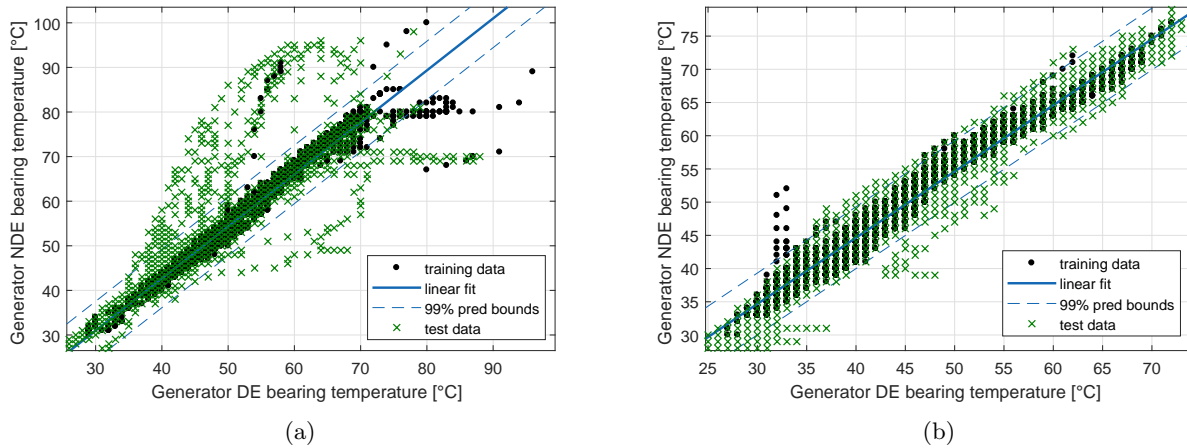 Generator NDE bearing temperature [°C]
100
90
80
70
60
50
40
30
training data
linear fit
99% pred bounds
test data
30 40 50 60 70 80 90
Generator DE bearing temperature [°C]
(a)
Generator NDE bearing temperature [°C]
75
70
65
60
55
50
45
40
35
30
training data
linear fit
99% pred bounds
test data
25 30 35 40 45 50 55 60 65 70
Generator DE bearing temperature [°C]
(b)